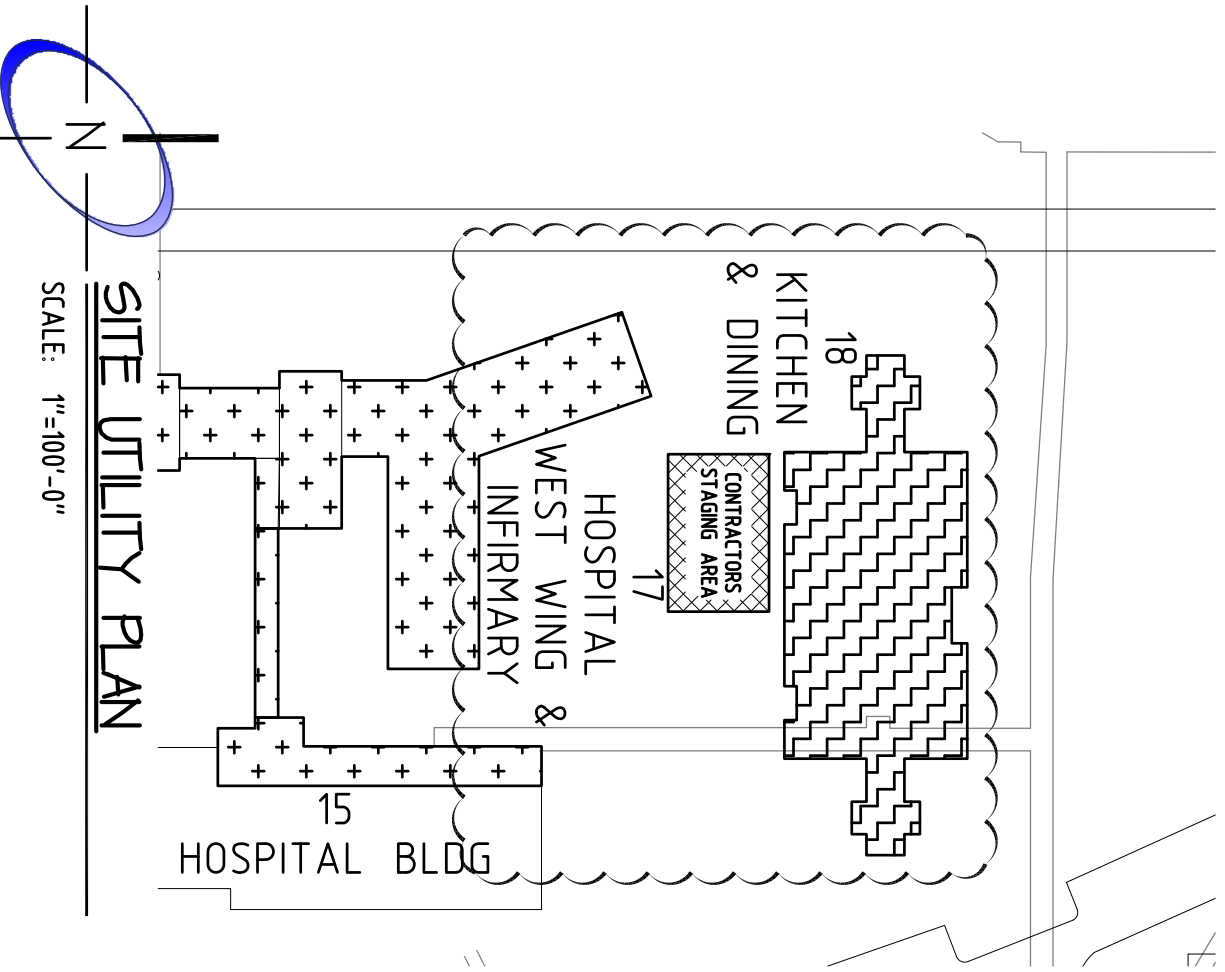 N
SITE UTILITY PLAN
SCALE: 1"=100'-0"
KITCHEN
& DINING
18
CONTRACTORS
STAGING AREA
17
HOSPITAL
WEST WING &
INFIRMARY
15
HOSPITAL BLDG